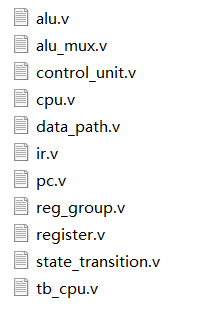 alu.v
alu_mux.v
control_unit.v
cpu.v
data_path.v
ir.v
pc.v
reg_group.v
register.v
state_transition.v
tb_cpu.v